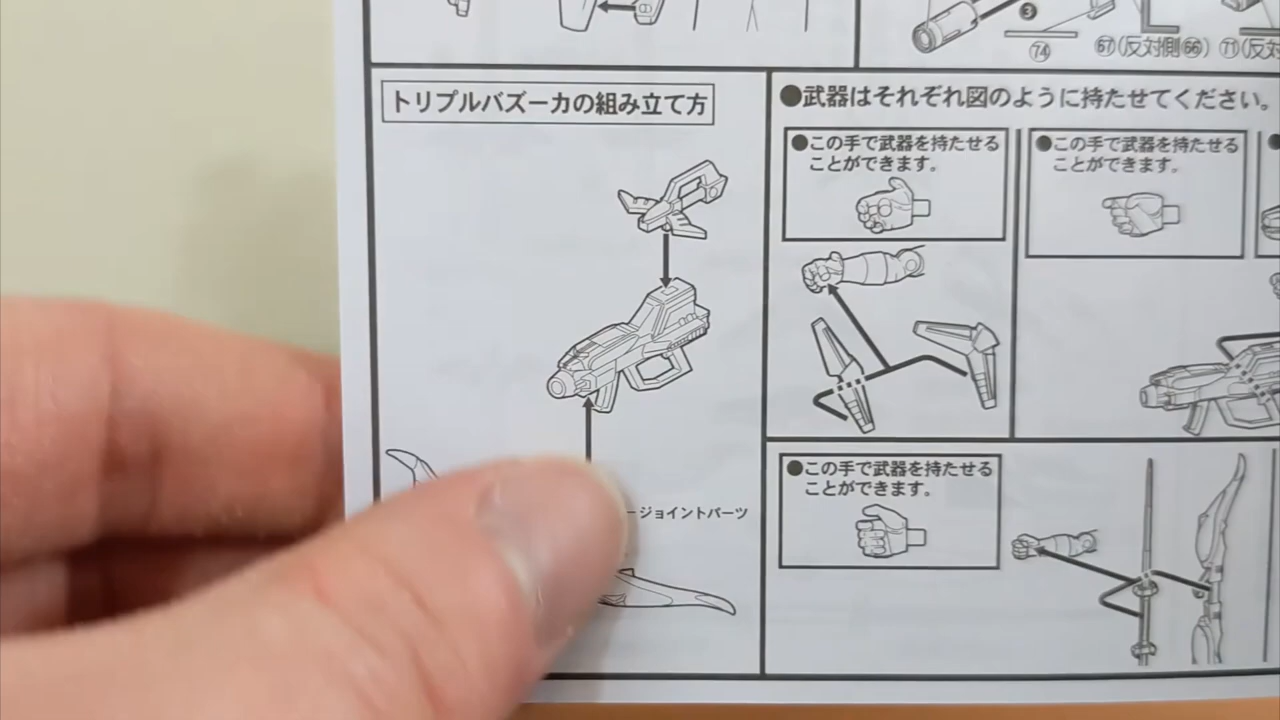 ❸
74
67(反対側66)
71(反対
トリプルバズーカの組み立て方
●武器はそれぞれ図のように持たせてください。
●この手で武器を持たせる
ことができます。
●この手で武器を持たせる
ことができます。
ージョイントパーツ
●この手で武器を持たせる
ことができます。